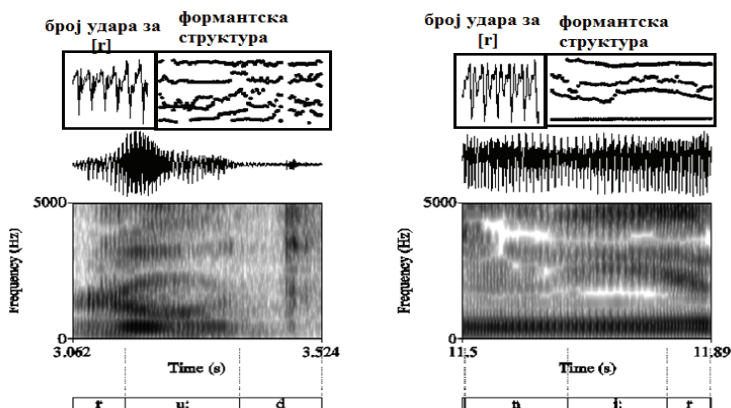 број удара за
[r]
формантска
структура
5000
Frequency (Hz)
0
3.062
3.524
Time (s)
r
u:
d
број удара за
[r]
формантска
структура
5000
Frequency (Hz)
0
11.5
11.89
Time (s)
n
i:
r